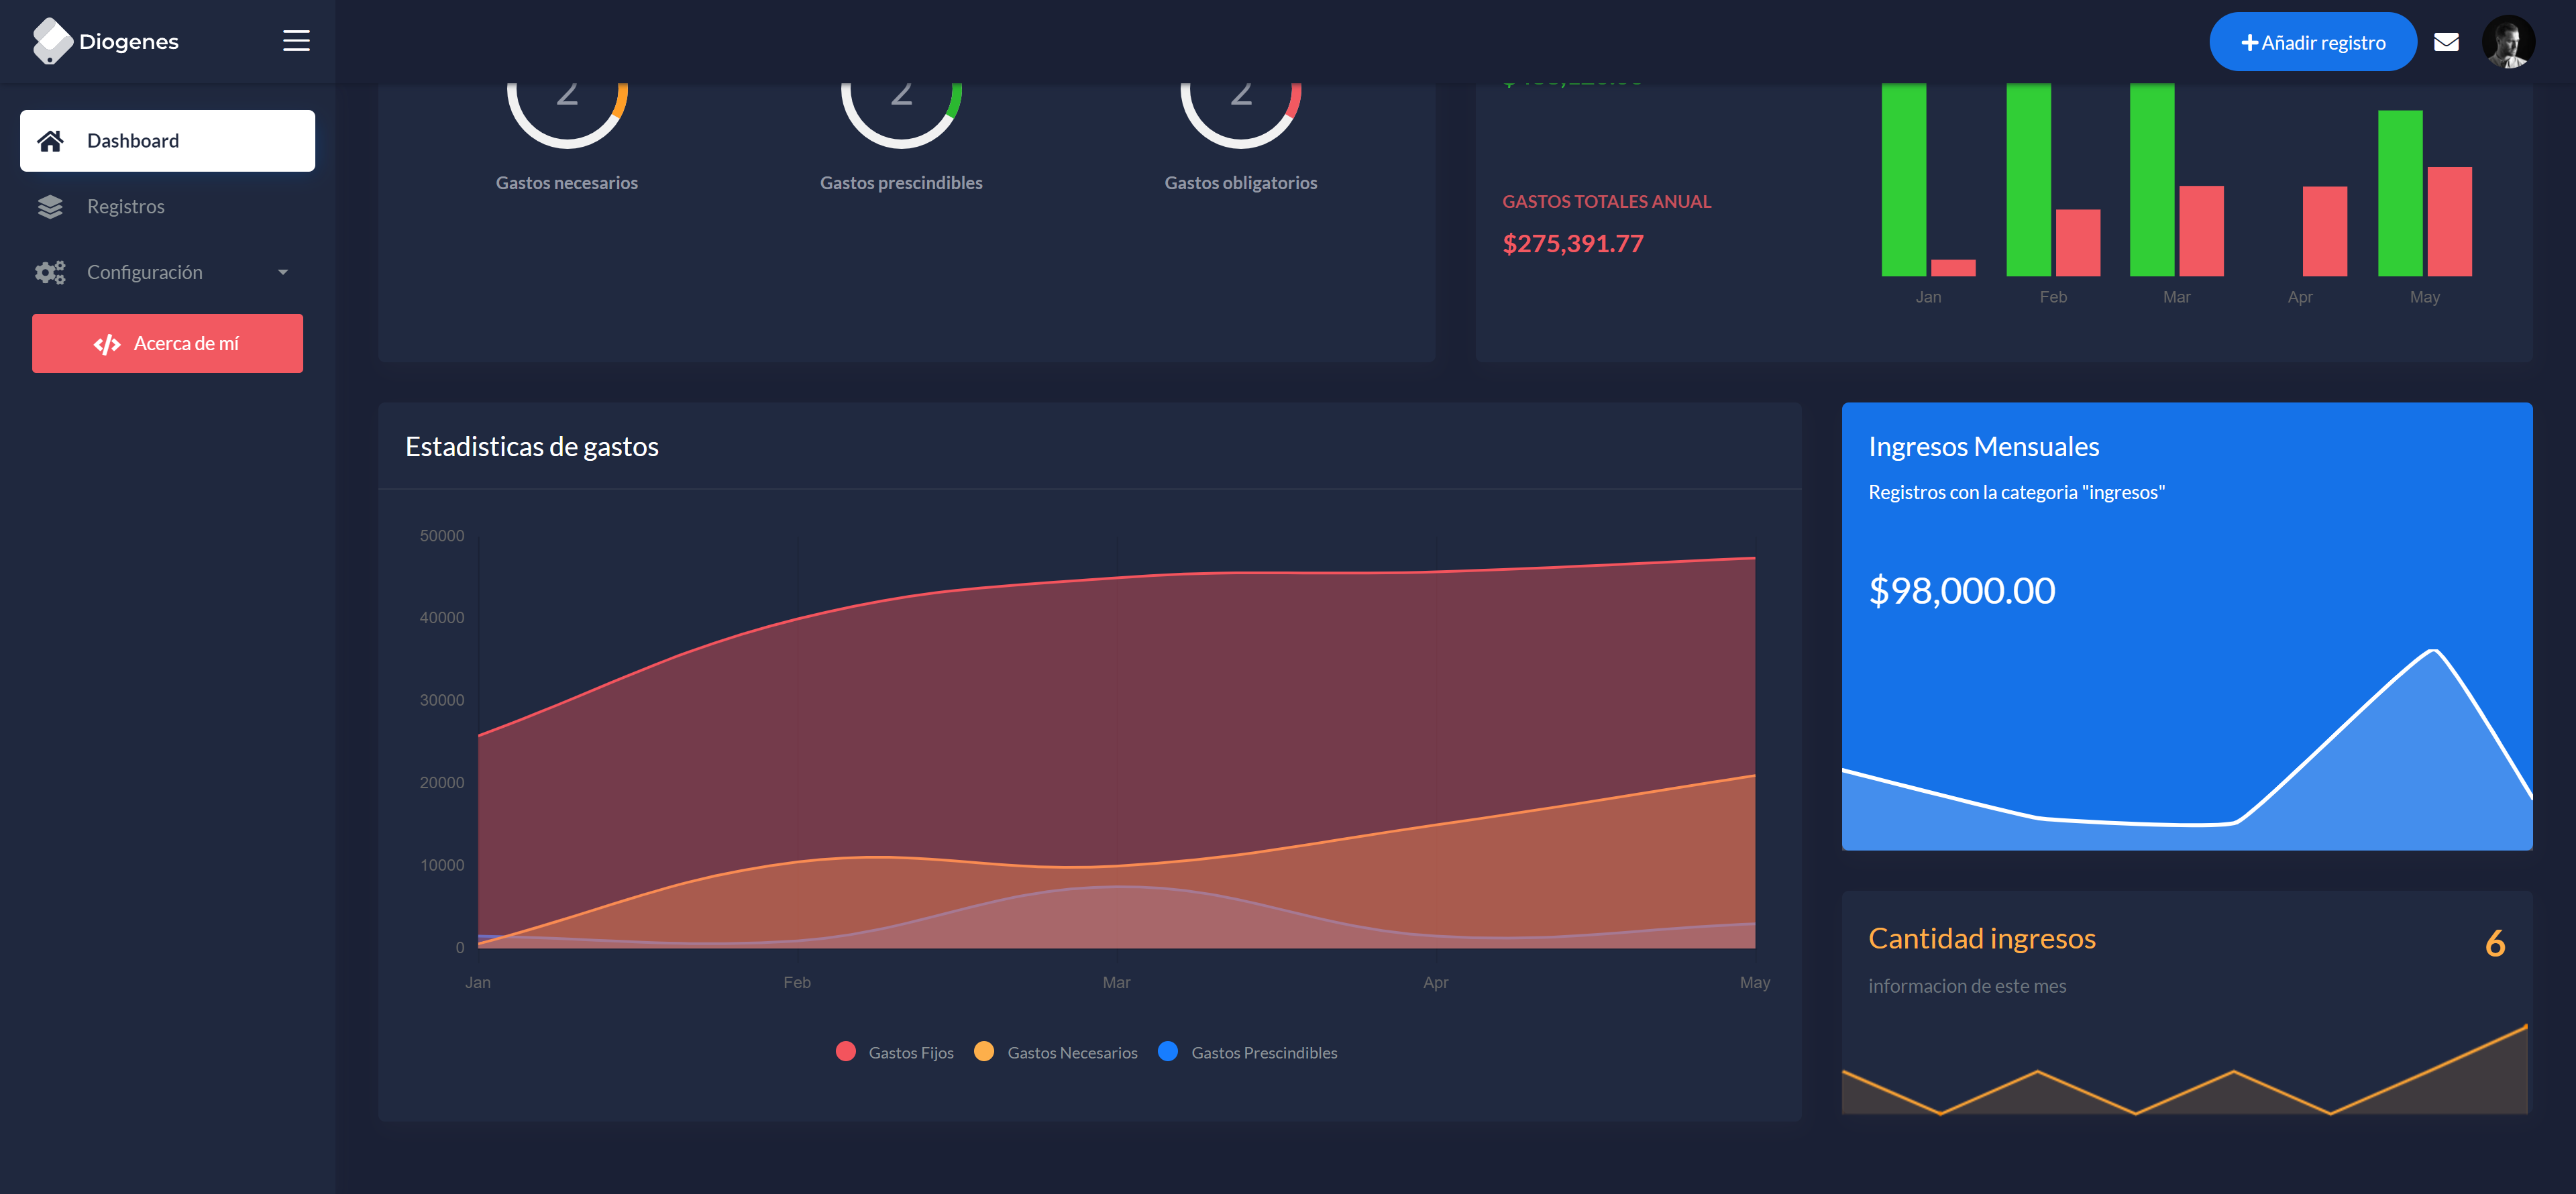 Diogenes
Añadir registro
Dashboard
Registros
Configuración
Acerca de mí
2
2
2
Gastos necesarios
Gastos prescindibles
Gastos obligatorios
GASTOS TOTALES ANUAL
$275,391.77
Jan
Feb
Mar
Apr
May
Estadisticas de gastos
50000
40000
30000
20000
10000
0
Jan
Feb
Mar
Apr
May
Gastos Fijos
Gastos Necesarios
Gastos Prescindibles
Ingresos Mensuales
Registros con la categoria "ingresos"
$98,000.00
Cantidad ingresos
6
informacion de este mes